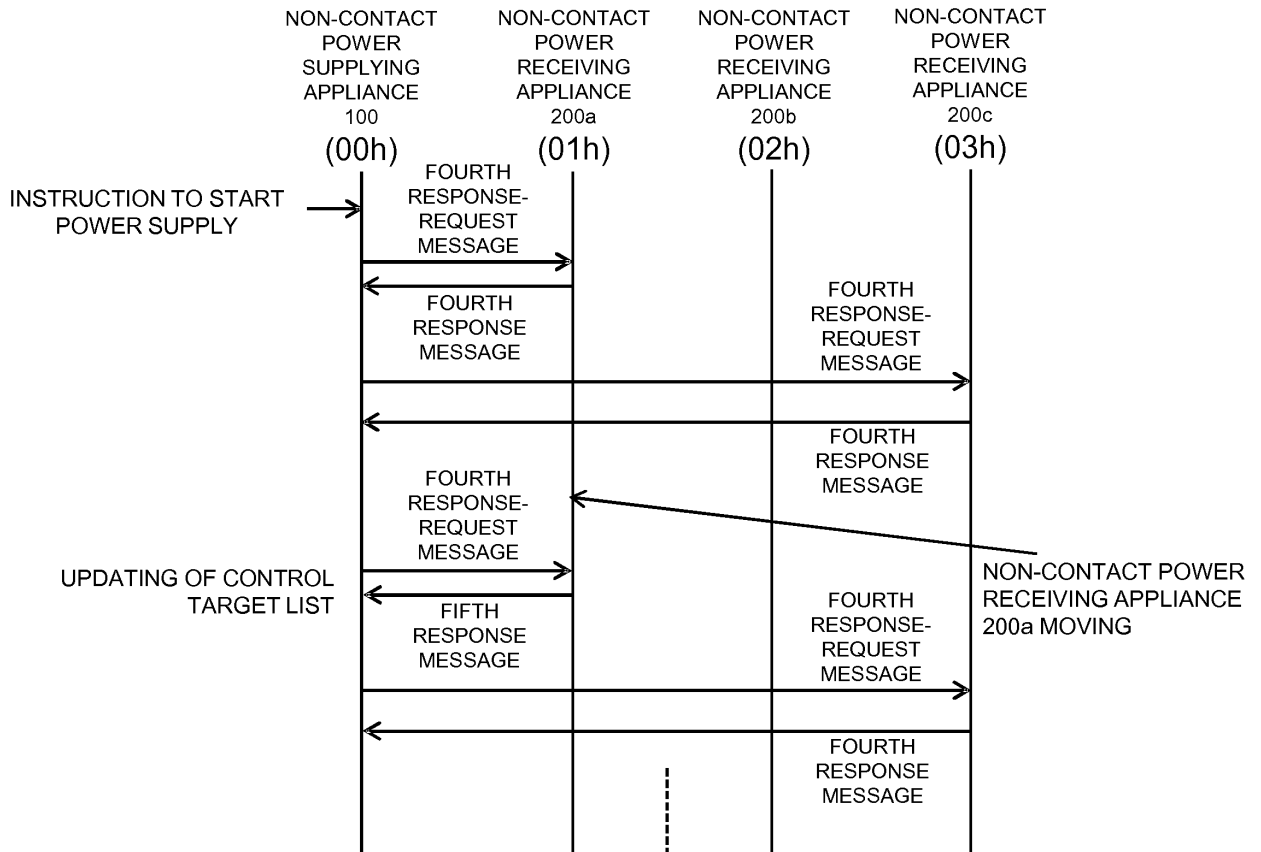 NON-CONTACT
POWER
SUPPLYING
APPLIANCE
100
(00h)
NON-CONTACT
POWER
RECEIVING
APPLIANCE
200a
(01h)
NON-CONTACT
POWER
RECEIVING
APPLIANCE
200b
(02h)
NON-CONTACT
POWER
RECEIVING
APPLIANCE
200c
(03h)
INSTRUCTION TO START
POWER SUPPLY
FOURTH
RESPONSE-
REQUEST
MESSAGE
FOURTH
RESPONSE
MESSAGE
FOURTH
RESPONSE-
REQUEST
MESSAGE
FOURTH
RESPONSE
MESSAGE
FOURTH
RESPONSE-
REQUEST
MESSAGE
UPDATING OF CONTROL
TARGET LIST
FIFTH
RESPONSE
MESSAGE
NON-CONTACT POWER
RECEIVING APPLIANCE
200a MOVING
FOURTH
RESPONSE-
REQUEST
MESSAGE
FOURTH
RESPONSE
MESSAGE